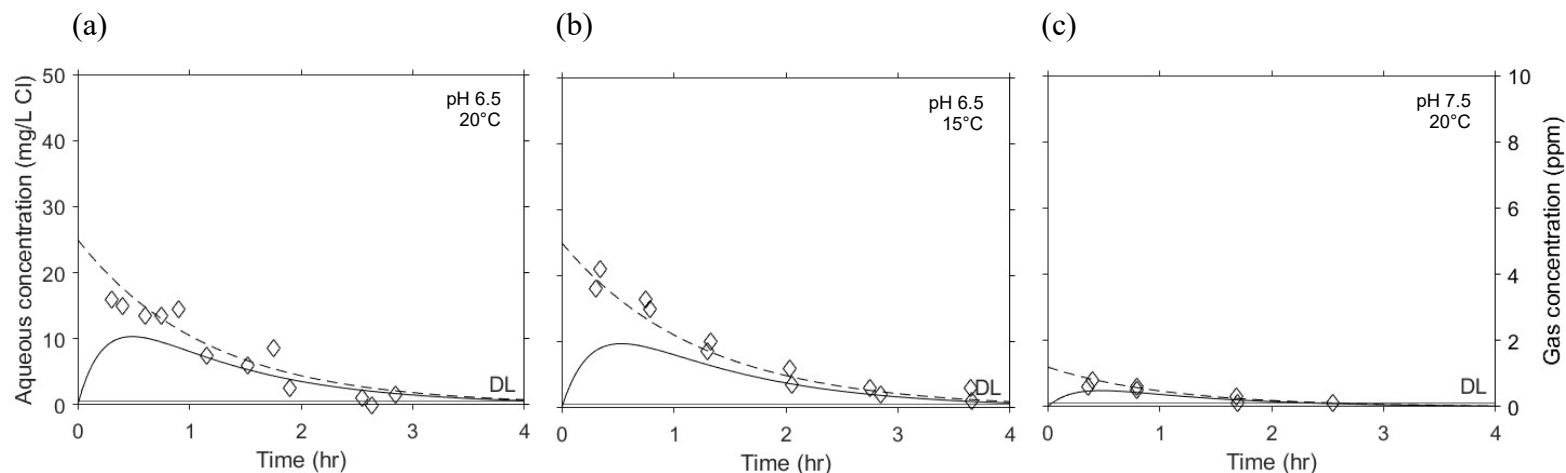 (a)
(b)
(c)
Aqueous concentration (mg/L Cl)
50
40
30
20
10
0
pH 6.5
20°C
DL
0
1
2
3
4
Time (hr)
pH 6.5
15°C
DL
0
1
2
3
4
Time (hr)
pH 7.5
20°C
DL
0
1
2
3
4
Time (hr)
10
8
6
4
2
0
Gas concentration (ppm)